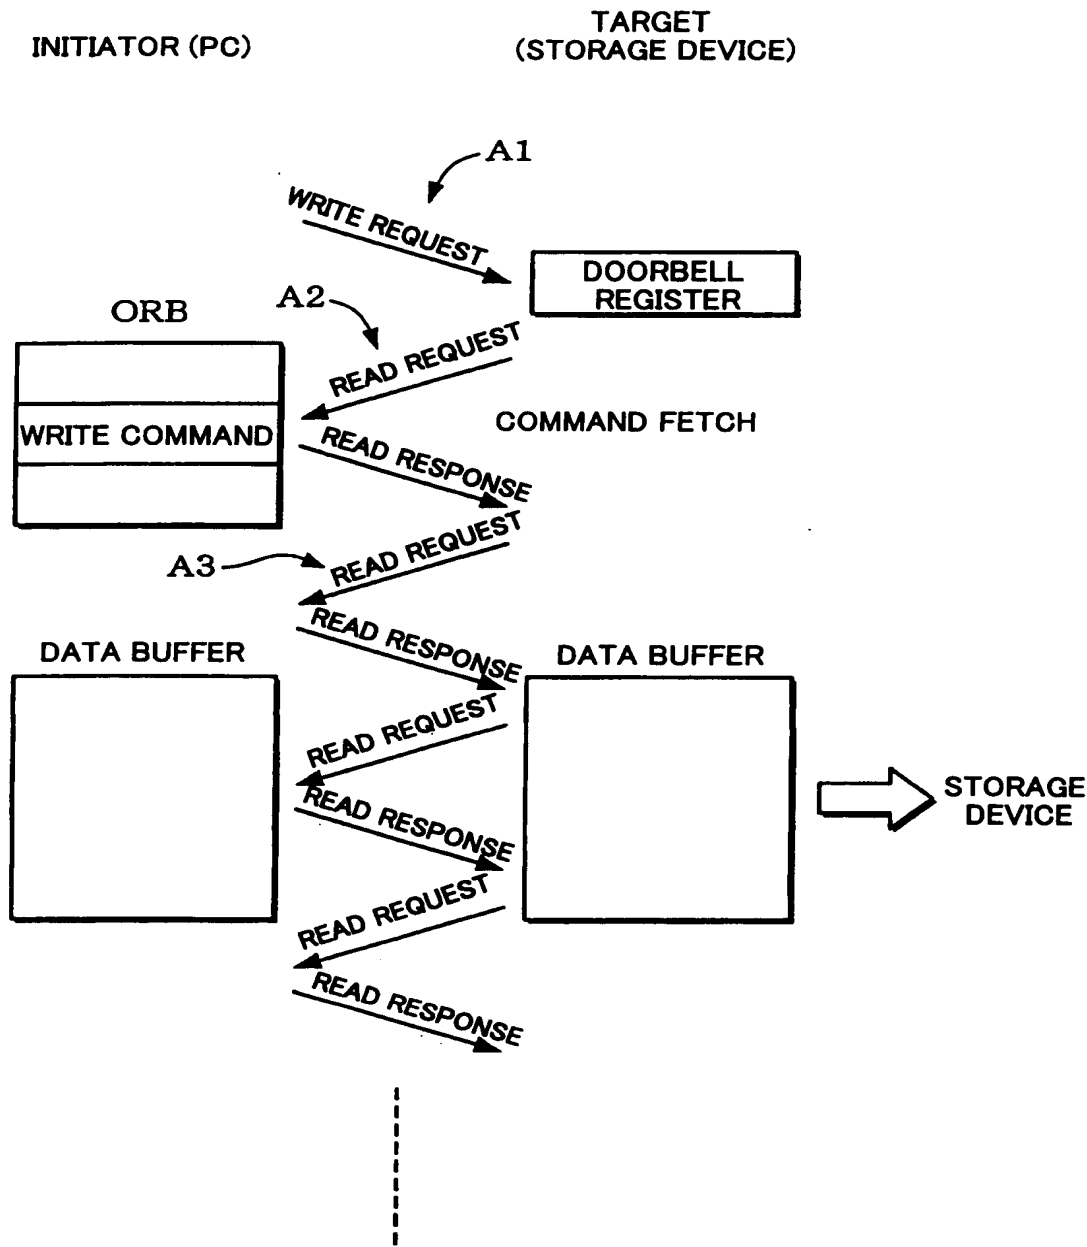 INITIATOR (PC)
TARGET
(STORAGE DEVICE)
A1
WRITE REQUEST
DOORBELL
REGISTER
A2
ORB
READ REQUEST
WRITE COMMAND
COMMAND FETCH
READ RESPONSE
READ REQUEST
A3
READ RESPONSE
DATA BUFFER
DATA BUFFER
READ REQUEST
READ RESPONSE
STORAGE
DEVICE
READ REQUEST
READ RESPONSE